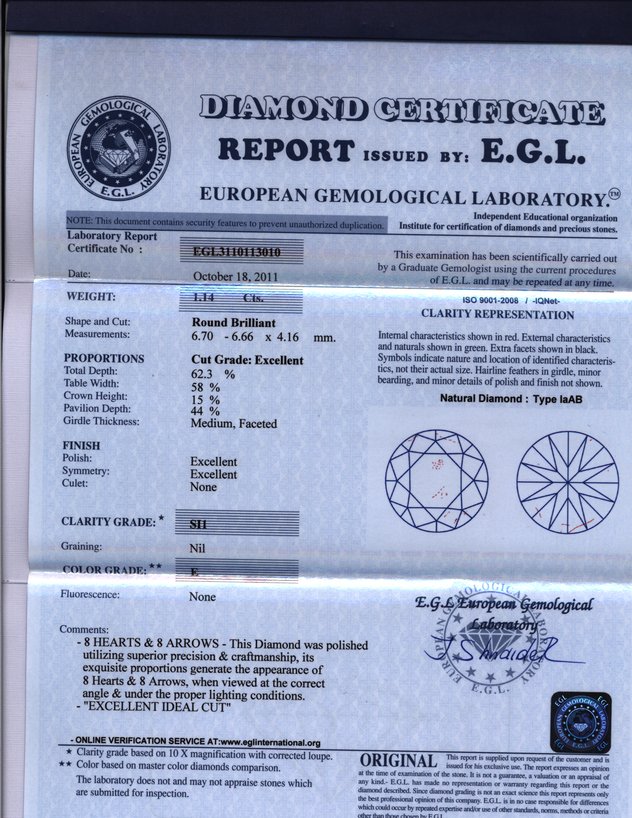 EUROPEAN GEMOLOGICAL LABORATORY
E.G.L.
DIAMOND CERTIFICATE
REPORT ISSUED BY: E.G.L.
EUROPEAN GEMOLOGICAL LABORATORY.™
NOTE: This document contains security features to prevent unauthorized duplication.
Independent Educational organization
Institute for certification of diamonds and precious stones.
Laboratory Report
Certificate No : EGL3110113010
Date: October 18, 2011
WEIGHT: 1.14 Cts.
Shape and Cut: Round Brilliant
Measurements: 6.70 - 6.66 x 4.16 mm.
PROPORTIONS Cut Grade: Excellent
Total Depth: 62.3 %
Table Width: 58 %
Crown Height: 15 %
Pavilion Depth: 44 %
Girdle Thickness: Medium, Faceted
FINISH
Polish: Excellent
Symmetry: Excellent
Culet: None
CLARITY GRADE: * SI1
Graining: Nil
COLOR GRADE: ** E
Fluorescence: None
Comments:
- 8 HEARTS & 8 ARROWS - This Diamond was polished
utilizing superior precision & craftmanship, its
exquisite proportions generate the appearance of
8 Hearts & 8 Arrows, when viewed at the correct
angle & under the proper lighting conditions.
- "EXCELLENT IDEAL CUT"
- ONLINE VERIFICATION SERVICE AT:www.eglinternational.org
* Clarity grade based on 10 X magnification with corrected loupe.
** Color based on master color diamonds comparison.
The laboratory does not and may not appraise stones which
are submitted for inspection.
This examination has been scientifically carried out
by a Graduate Gemologist using the current procedures
of E.G.L. and may be repeated at any time.
ISO 9001-2008 / -IQNet-
CLARITY REPRESENTATION
Internal characteristics shown in red. External characteristics
and naturals shown in green. Extra facets shown in black.
Symbols indicate nature and location of identified characteris-
tics, not their actual size. Hairline feathers in girdle, minor
bearding, and minor details of polish and finish not shown.
Natural Diamond : Type IaAB
E.G.L European Gemological
Laboratory
E.G.L.
EGL
EGL
ORIGINAL This report is supplied upon request of the customer and is
issued for his exclusive use. The report expresses an opinion
at the time of examination of the stone. It is not a guarantee, a valuation or an appraisal of
any kind.- E.G.L. has made no representation or warranty regarding this report or the
diamond described. Since diamond grading is not an exact science this report represents only
the best professional opinion of this company. E.G.L. is in no case responsible for differences
which could occur by repeated expertize and/or use of other standards, norms, methods or criteria
other than those chosen by E.G.L